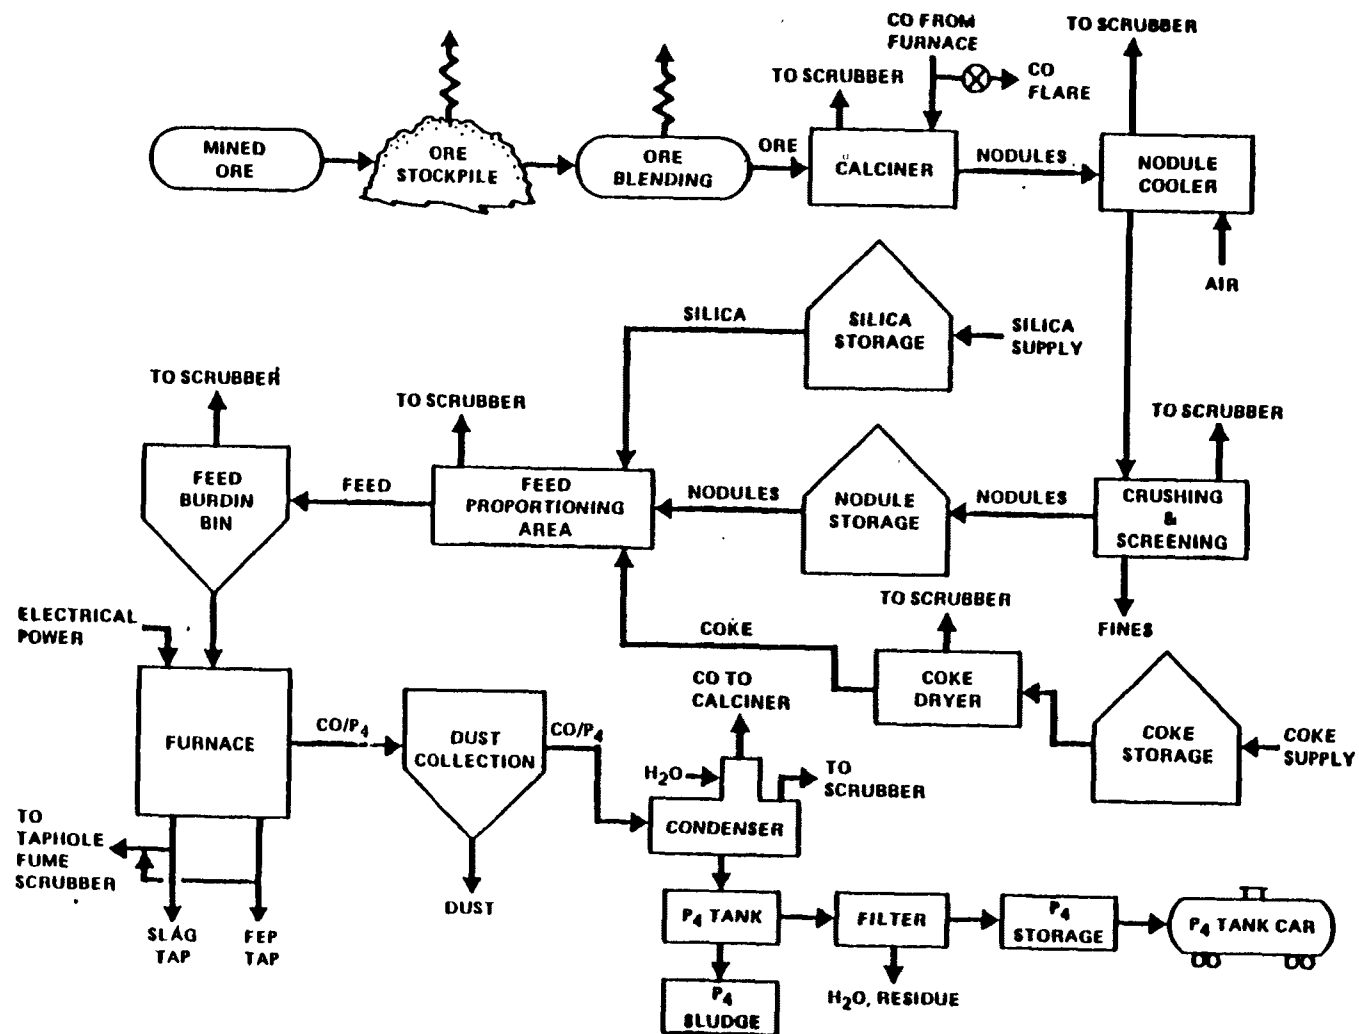 CO FROM
FURNACE
TO SCRUBBER
TO SCRUBBER
CO
FLARE
MINED
ORE
ORE
STOCKPILE
ORE
BLENDING
ORE
CALCINER
NODULES
NODULE
COOLER
AIR
SILICA
SILICA
STORAGE
SILICA
SUPPLY
TO SCRUBBER
TO SCRUBBER
TO SCRUBBER
FEED
BURDIN
BIN
FEED
FEED
PROPORTIONING
AREA
NODULES
NODULE
STORAGE
NODULES
CRUSHING
&
SCREENING
FINES
ELECTRICAL
POWER
COKE
TO SCRUBBER
COKE
DRYER
COKE
STORAGE
COKE
SUPPLY
CO TO
CALCINER
FURNACE
CO/P4
DUST
COLLECTION
CO/P4
H2O
TO
SCRUBBER
CONDENSER
TO
TAPHOLE
FUME
SCRUBBER
DUST
SLAG
TAP
FEP
TAP
P4 TANK
FILTER
P4
STORAGE
P4 TANK CAR
P4
SLUDGE
H2O, RESIDUE